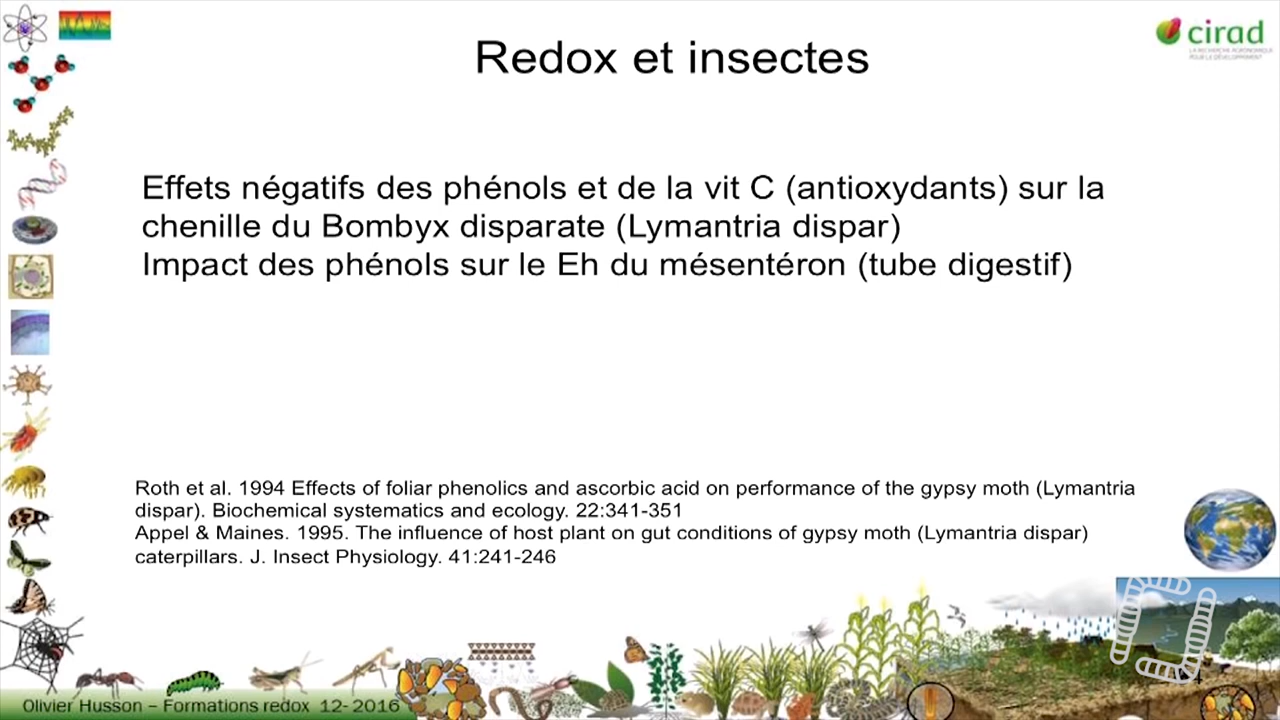 cirad
LA RECHERCHE AGRONOMIQUE
POUR LE DÉVELOPPEMENT
Redox et insectes
Effets négatifs des phénols et de la vit C (antioxydants) sur la
chenille du Bombyx disparate (Lymantria dispar)
Impact des phénols sur le Eh du mésentéron (tube digestif)
Roth et al. 1994 Effects of foliar phenolics and ascorbic acid on performance of the gypsy moth (Lymantria
dispar). Biochemical systematics and ecology. 22:341-351
Appel & Maines. 1995. The influence of host plant on gut conditions of gypsy moth (Lymantria dispar)
caterpillars. J. Insect Physiology. 41:241-246
Olivier Husson – Formations redox 12- 2016